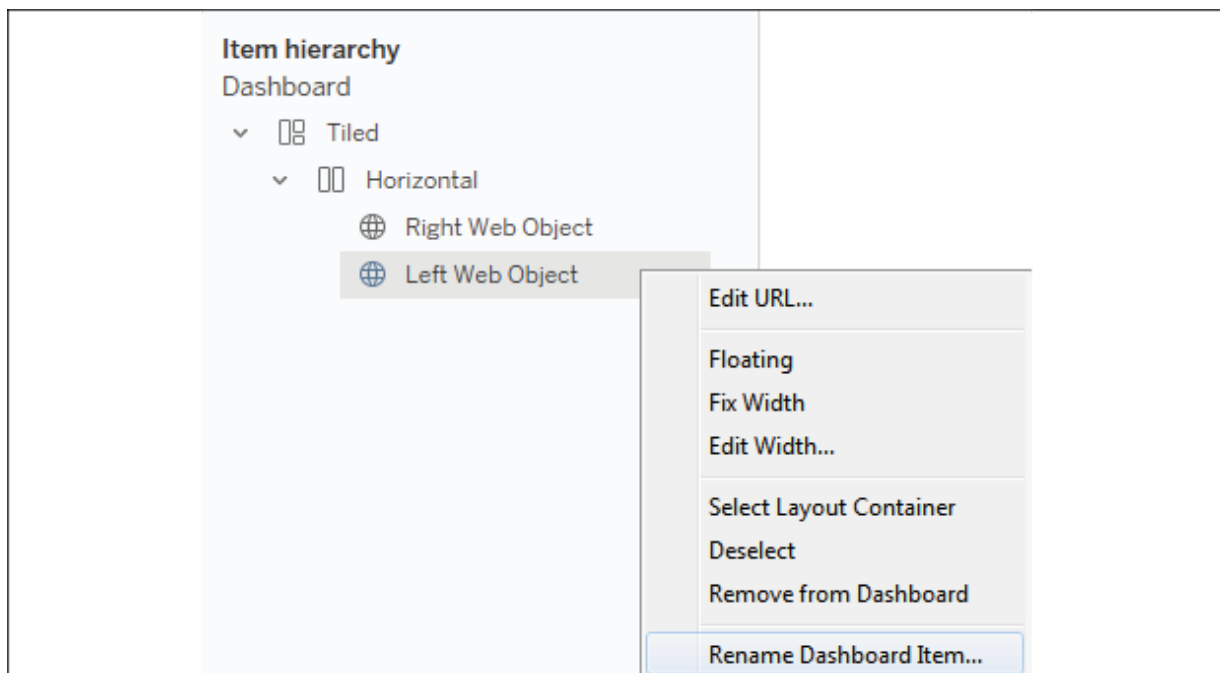 Item hierarchy
Dashboard
Tiled
Horizontal
Right Web Object
Left Web Object
Edit URL...
Floating
Fix Width
Edit Width...
Select Layout Container
Deselect
Remove from Dashboard
Rename Dashboard Item...